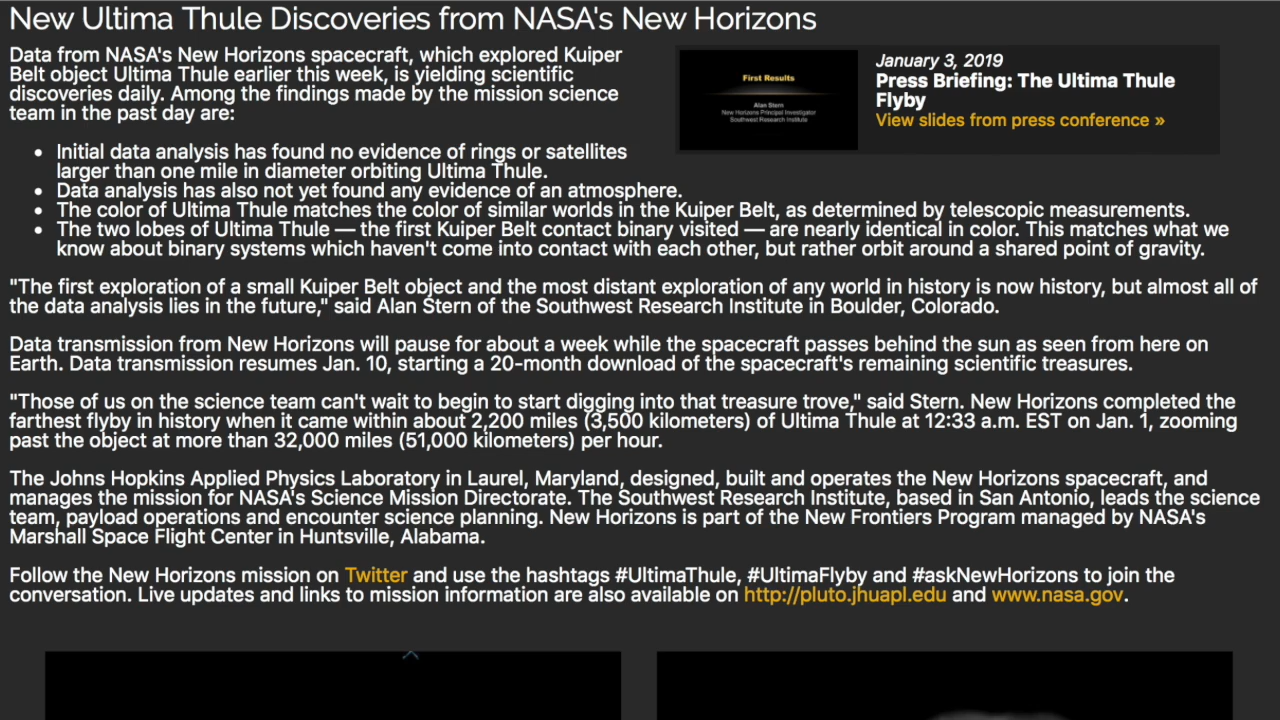 New Ultima Thule Discoveries from NASA's New Horizons
Data from NASA's New Horizons spacecraft, which explored Kuiper
Belt object Ultima Thule earlier this week, is yielding scientific
discoveries daily. Among the findings made by the mission science
team in the past day are:
First Results
Alan Stern
New Horizons Principal Investigator
Southwest Research Institute
January 3, 2019
Press Briefing: The Ultima Thule
Flyby
View slides from press conference »
• Initial data analysis has found no evidence of rings or satellites
larger than one mile in diameter orbiting Ultima Thule.
• Data analysis has also not yet found any evidence of an atmosphere.
• The color of Ultima Thule matches the color of similar worlds in the Kuiper Belt, as determined by telescopic measurements.
• The two lobes of Ultima Thule — the first Kuiper Belt contact binary visited — are nearly identical in color. This matches what we
know about binary systems which haven't come into contact with each other, but rather orbit around a shared point of gravity.
"The first exploration of a small Kuiper Belt object and the most distant exploration of any world in history is now history, but almost all of
the data analysis lies in the future," said Alan Stern of the Southwest Research Institute in Boulder, Colorado.
Data transmission from New Horizons will pause for about a week while the spacecraft passes behind the sun as seen from here on
Earth. Data transmission resumes Jan. 10, starting a 20-month download of the spacecraft's remaining scientific treasures.
"Those of us on the science team can't wait to begin to start digging into that treasure trove," said Stern. New Horizons completed the
farthest flyby in history when it came within about 2,200 miles (3,500 kilometers) of Ultima Thule at 12:33 a.m. EST on Jan. 1, zooming
past the object at more than 32,000 miles (51,000 kilometers) per hour.
The Johns Hopkins Applied Physics Laboratory in Laurel, Maryland, designed, built and operates the New Horizons spacecraft, and
manages the mission for NASA's Science Mission Directorate. The Southwest Research Institute, based in San Antonio, leads the science
team, payload operations and encounter science planning. New Horizons is part of the New Frontiers Program managed by NASA's
Marshall Space Flight Center in Huntsville, Alabama.
Follow the New Horizons mission on Twitter and use the hashtags #UltimaThule, #UltimaFlyby and #askNewHorizons to join the
conversation. Live updates and links to mission information are also available on http://pluto.jhuapl.edu and www.nasa.gov.